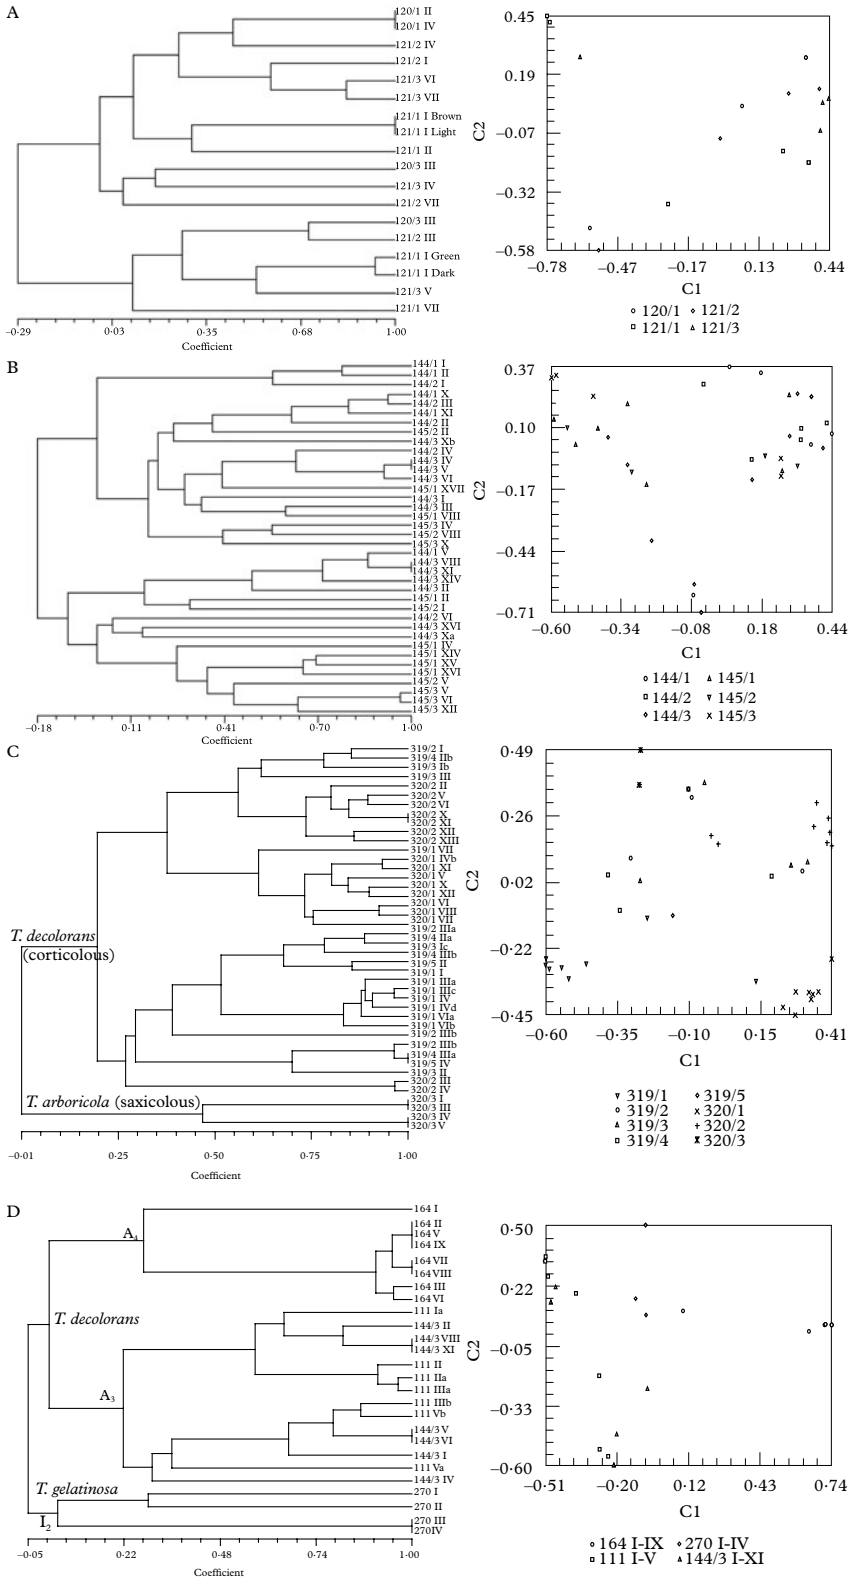 A
120/1 II
120/1 IV
121/2 IV
121/2 I
121/3 VI
121/3 VII
121/1 I Brown
121/1 I Light
121/1 II
120/3 III
121/3 IV
121/2 VII
120/3 III
121/2 III
121/1 I Green
121/1 I Dark
121/3 V
121/1 VII
−0·29 0·03 0·35 0·68 1·00
Coefficient
0.45
0.19
−0.07
−0.32
−0.58
C2
−0.78 −0.47 −0.17 0.13 0.44
C1
120/1 121/2
121/1 121/3
B
144/1 I
144/1 II
144/2 I
144/1 X
144/2 III
144/1 XI
144/2 II
145/2 II
144/3 Xb
144/2 IV
144/3 IV
144/3 V
144/3 VI
145/1 XVII
144/3 I
144/3 III
145/1 VIII
145/3 IV
145/2 VIII
145/3 X
144/1 V
144/3 VIII
144/3 XI
144/3 XIV
144/3 II
145/1 II
145/2 I
144/2 VI
144/3 XVI
144/3 Xa
145/1 IV
145/1 XIV
145/1 XV
145/1 XVI
145/2 V
145/3 V
145/3 VI
145/3 XII
−0·18 0·11 0·41 0·70 1·00
Coefficient
0.37
0.10
−0.17
−0.44
−0.71
C2
−0.60 −0.34 −0.08 0.18 0.44
C1
144/1 145/1
144/2 145/2
144/3 145/3
C
319/2 I
319/4 IIb
319/3 Ib
319/3 III
320/2 II
320/2 V
320/2 VI
320/2 X
320/2 XI
320/2 XII
320/2 XIII
319/1 VII
320/1 IVb
320/1 XI
320/1 V
320/1 X
320/1 XII
320/1 VI
320/1 VIII
320/1 VII
319/2 IIIa
319/4 IIa
319/3 Ic
319/4 IIIb
319/5 II
319/1 I
319/1 IIIa
319/1 IIIc
319/1 IV
319/1 IVd
319/1 VIa
319/1 VIb
319/2 IIIb
319/2 IIIb
319/4 IIIa
319/5 IV
319/3 II
320/2 III
320/2 IV
320/3 I
320/3 III
320/3 IV
320/3 V
T. decolorans
(corticolous)
T. arboricola (saxicolous)
−0·01 0·25 0·50 0·75 1·00
Coefficient
0·49
0·26
0·02
−0·22
−0·45
C2
−0·60 −0·35 −0·10 0·15 0·41
C1
319/1 319/5
319/2 320/1
319/3 320/2
319/4 320/3
D
164 I
164 II
164 V
164 IX
164 VII
164 VIII
164 III
164 VI
111 Ia
144/3 II
144/3 VIII
144/3 XI
111 II
111 IIa
111 IIIa
111 IIIb
111 Vb
144/3 V
144/3 VI
144/3 I
111 Va
144/3 IV
270 I
270 II
270 III
270 IV
A4
T. decolorans
A3
T. gelatinosa
I2
−0·05 0·22 0·48 0·74 1·00
Coefficient
0·50
0·22
−0·05
−0·33
−0·60
C2
−0·51 −0·20 0·12 0·43 0·74
C1
164 I-IX 270 I-IV
111 I-V 144/3 I-XI